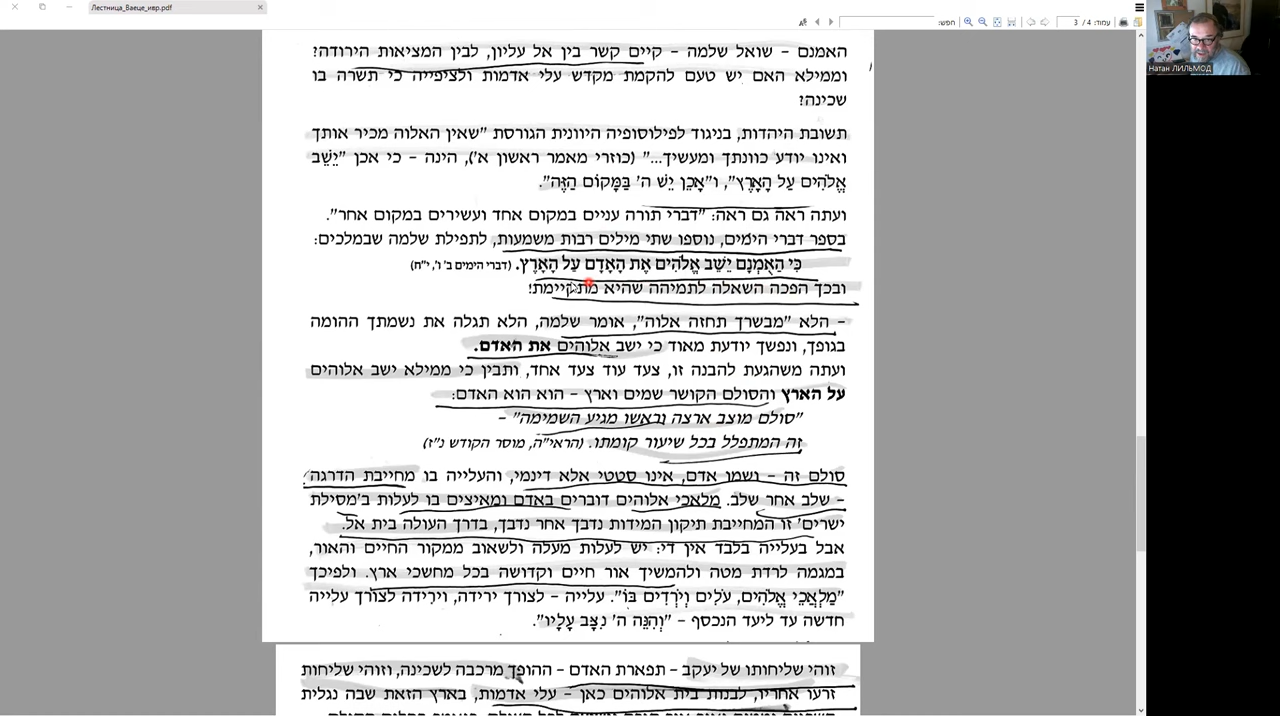 Лестница_Ваеце_ивр.pdf
חפש:
עמוד: 4 / 3
Натан ЛИЛЬМОД
האמנם – שואל שלמה – קיים קשר בין אל עליון, לבין המציאות הירודה?
וממילא האם יש טעם להקמת מקדש עלי אדמות ולציפייה כי תשרה בו
שכינה?
תשובת היהדות, בניגוד לפילוסופיה היוונית הגורסת "שאין האלוה מכיר אותך
ואינו יודע כוונתך ומעשיך..." (כוזרי מאמר ראשון א'), הינה – כי אכן "יֵשֵׁב
אֱלֹהִים עַל הָאָרֶץ", ו"אָכֵן יֵשׁ ה' בַּמָּקוֹם הַזֶּה".
ועתה ראה גם ראה: "דברי תורה עניים במקום אחד ועשירים במקום אחר".
בספר דברי הימים, נוספו שתי מילים רבות משמעות, לתפילת שלמה שבמלכים:
כִּי הַאֻמְנָם יֵשֵׁב אֱלֹהִים אֶת הָאָדָם עַל הָאָרֶץ. (דברי הימים ב' ו', י"ח)
ובכך הפכה השאלה לתמיהה שהיא מתקיימת!
– הלא "מבשרך תחזה אלוה", אומר שלמה, הלא תגלה את נשמתך ההומה
בגופך, ונפשך יודעת מאוד כי ישב אלוהים את האדם.
ועתה משהגעת להבנה זו, צעד עוד צעד אחד, ותבין כי ממילא ישב אלוהים
על הארץ והסולם הקושר שמים וארץ – הוא הוא האדם:
"סולם מוצב ארצה ובראשו מגיע השמימה" –
זה המתפלל בכל שיעור קומתו. (הראי"ה, מוסר הקודש נ"ז)
סולם זה – ושמו אדם, אינו סטטי אלא דינמי, והעלייה בו מחייבת הדרגה
– שלב אחר שלב. מלאכי אלוהים דוברים באדם ומאיצים בו לעלות ב'מסילת
ישרים' זו המחייבת תיקון המידות נדבך אחר נדבך, בדרך העולה בית אל.
אבל בעלייה בלבד אין די: יש לעלות מעלה ולשאוב ממקור החיים והאור,
במגמה לרדת מטה ולהמשיך אור חיים וקדושה בכל מחשכי ארץ. ולפיכך
"מַלְאֲכֵי אֱלֹהִים, עֹלִים וְיֹרְדִים בּוֹ". עלייה – לצורך ירידה, וירידה לצורך עלייה
חדשה עד ליעד הנכסף – "וְהִנֵּה ה' נִצָּב עָלָיו".
זוהי שליחותו של יעקב – תפארת האדם – ההופך מרכבה לשכינה, וזוהי שליחות
זרעו אחריו, לבנות בית אלוהים כאן – עלי אדמות, בארץ הזאת שבה נגלית